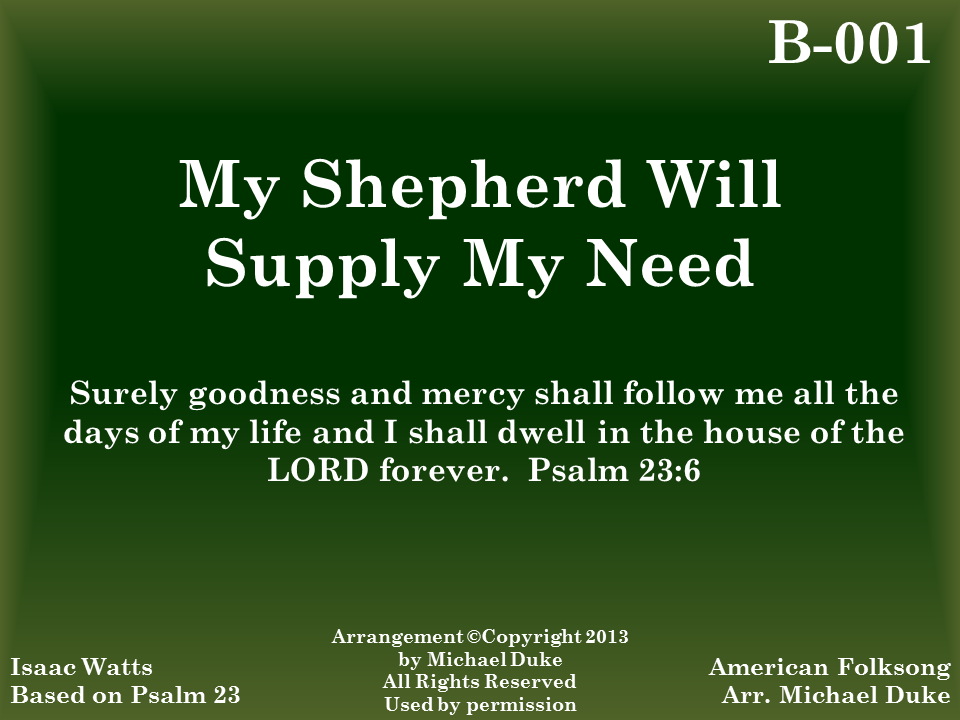 B-001
My Shepherd Will
Supply My Need
Surely goodness and mercy shall follow me all the
days of my life and I shall dwell in the house of the
LORD forever.  Psalm 23:6
Isaac Watts
Based on Psalm 23
Arrangement ©Copyright 2013
by Michael Duke
All Rights Reserved
Used by permission
American Folksong
Arr. Michael Duke